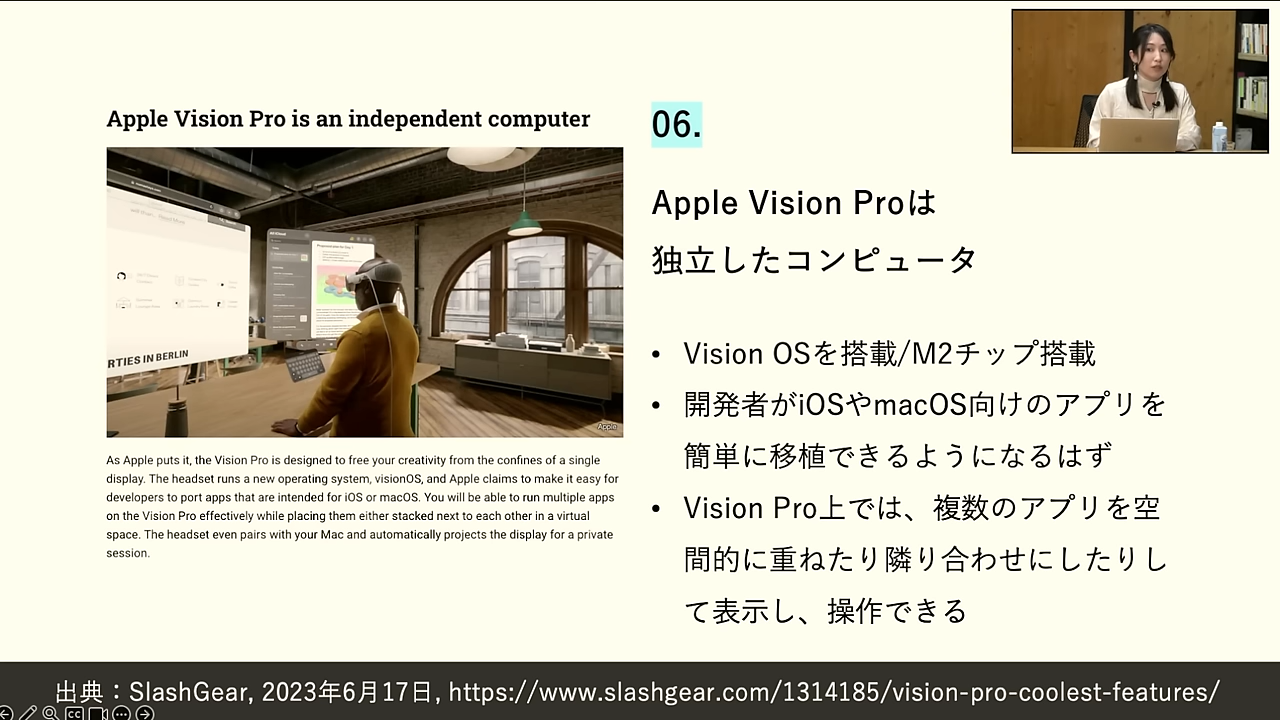 Apple Vision Pro is an independent computer
RTIES IN BERLIN
Apple
As Apple puts it, the Vision Pro is designed to free your creativity from the confines of a single
display. The headset runs a new operating system, visionOS, and Apple claims to make it easy for
developers to port apps that are intended for iOS or macOS. You will be able to run multiple apps
on the Vision Pro effectively while placing them either stacked next to each other in a virtual
space. The headset even pairs with your Mac and automatically projects the display for a private
session.
06.
Apple Vision Proは
独立したコンピュータ
• Vision OSを搭載/M2チップ搭載
• 開発者がiOSやmacOS向けのアプリを
簡単に移植できるようになるはず
• Vision Pro上では、複数のアプリを空
間的に重ねたり隣り合わせにしたりし
て表示し、操作できる
出典：SlashGear, 2023年6月17日, https://www.slashgear.com/1314185/vision-pro-coolest-features/
CC